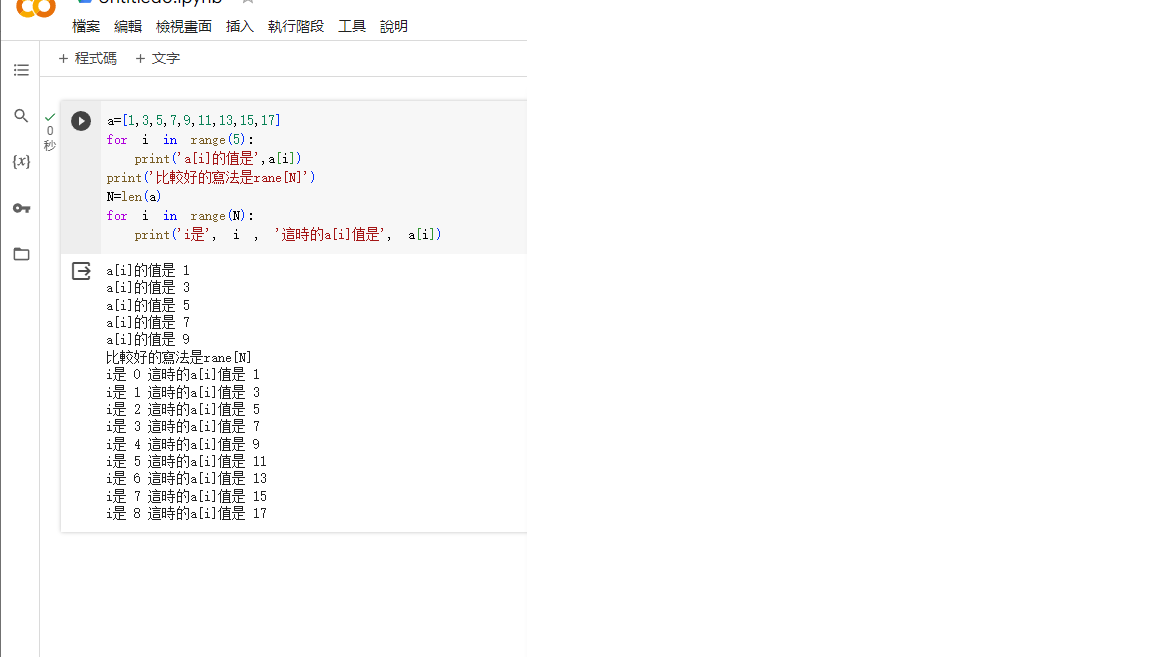 檔案 編輯 檢視畫面 插入 執行階段 工具 說明
+ 程式碼 + 文字
{x}
0
秒
a=[1,3,5,7,9,11,13,15,17]
for i in range(5):
    print('a[i]的值是',a[i])
print('比較好的寫法是rane[N]')
N=len(a)
for i in range(N):
    print('i是', i , '這時的a[i]值是', a[i])
a[i]的值是 1
a[i]的值是 3
a[i]的值是 5
a[i]的值是 7
a[i]的值是 9
比較好的寫法是rane[N]
i是 0 這時的a[i]值是 1
i是 1 這時的a[i]值是 3
i是 2 這時的a[i]值是 5
i是 3 這時的a[i]值是 7
i是 4 這時的a[i]值是 9
i是 5 這時的a[i]值是 11
i是 6 這時的a[i]值是 13
i是 7 這時的a[i]值是 15
i是 8 這時的a[i]值是 17